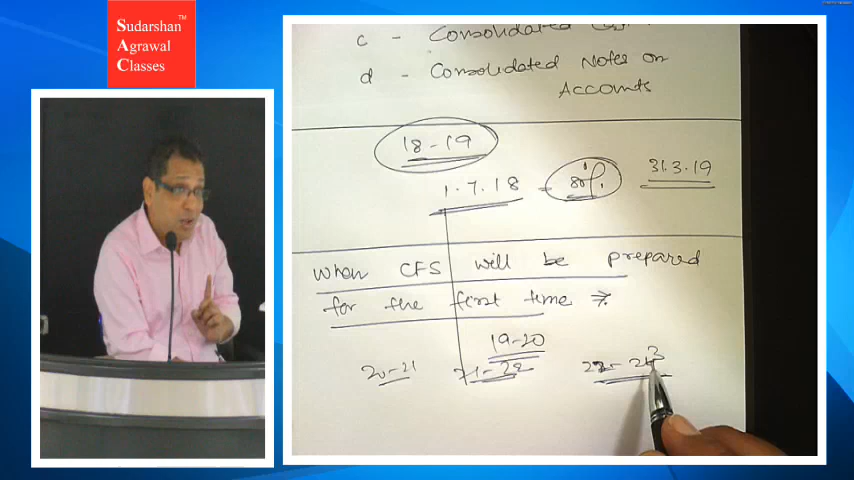 Sudarshan™
Agrawal
Classes
c - Consolidated
d - Consolidated Notes on
Accounts
18-19
1.7.18 - 80% 31.3.19
When CFS will be prepared
for the first time ?
19-20
20-21 21-22 22-23